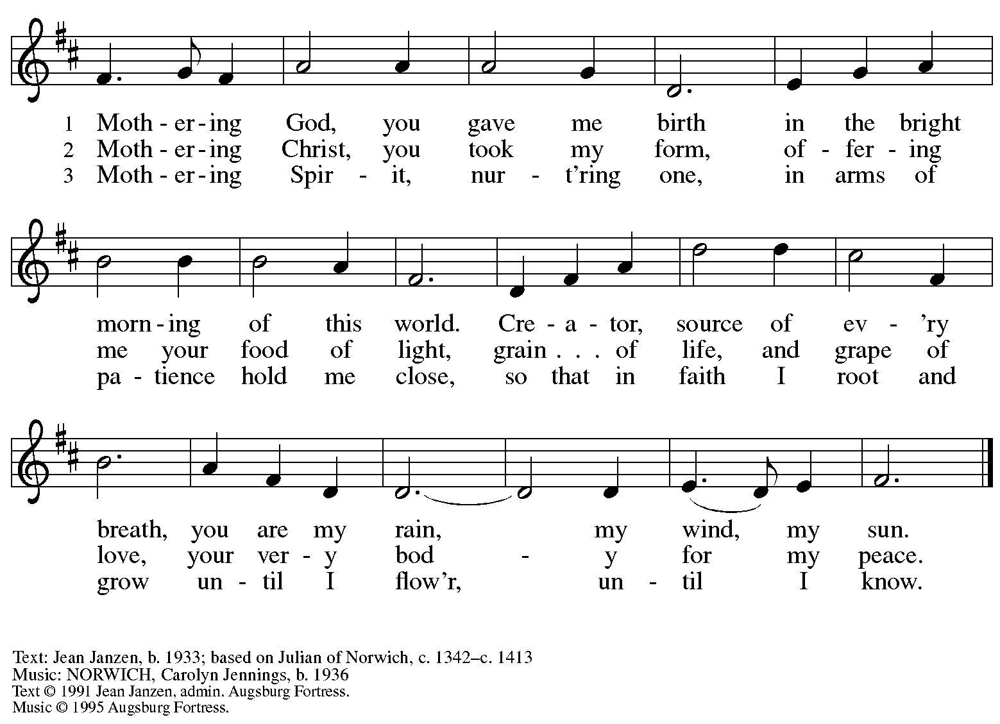 1 Moth - er - ing God, you gave me birth in the bright
2 Moth - er - ing Christ, you took my form, of - fer - ing
3 Moth - er - ing Spir - it, nur - t’ring one, in arms of
morn - ing of this world. Cre - a - tor, source of ev - ’ry
me your food of light, grain . . . of life, and grape of
pa - tience hold me close, so that in faith I root and
breath, you are my rain, my wind, my sun.
love, your ver - y bod - y for my peace.
grow un - til I flow’r, un - til I know.
Text: Jean Janzen, b. 1933; based on Julian of Norwich, c. 1342–c. 1413
Music: NORWICH, Carolyn Jennings, b. 1936
Text © 1991 Jean Janzen, admin. Augsburg Fortress.
Music © 1995 Augsburg Fortress.